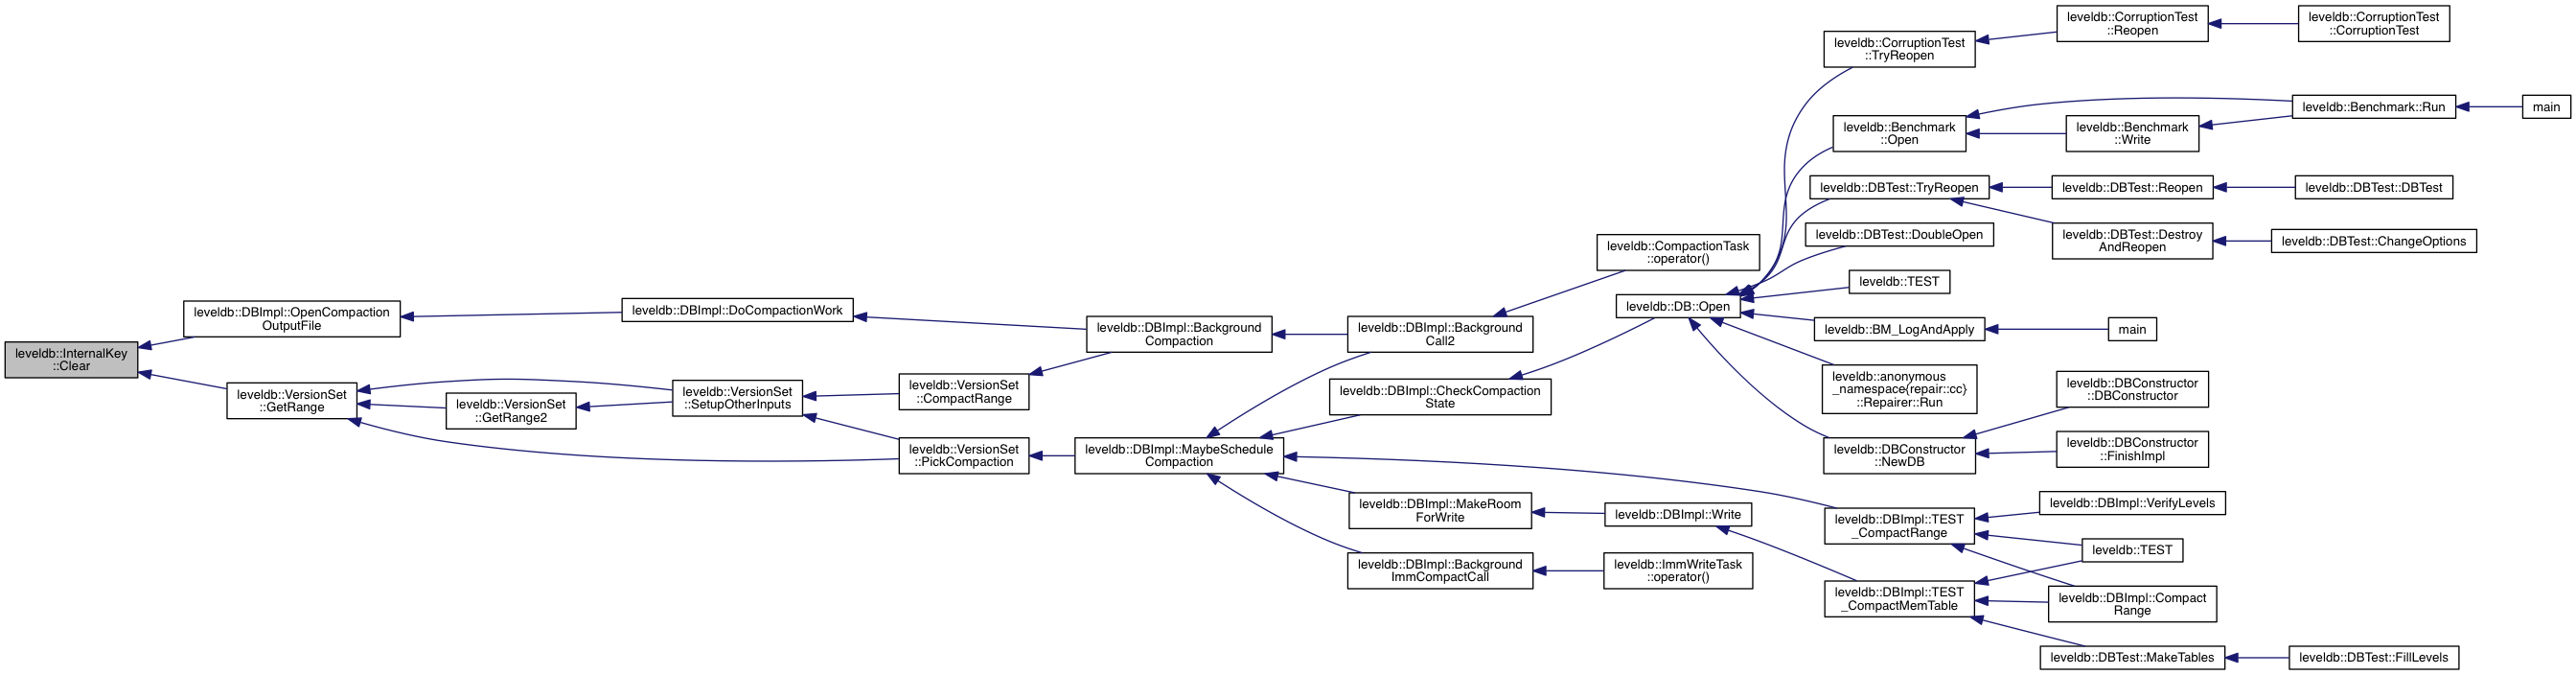 leveldb::InternalKey
::Clear
leveldb::DBImpl::OpenCompaction
OutputFile
leveldb::VersionSet
::GetRange
leveldb::VersionSet
::GetRange2
leveldb::DBImpl::DoCompactionWork
leveldb::VersionSet
::SetupOtherInputs
leveldb::VersionSet
::CompactRange
leveldb::VersionSet
::PickCompaction
leveldb::DBImpl::Background
Compaction
leveldb::DBImpl::MaybeSchedule
Compaction
leveldb::DBImpl::Background
Call2
leveldb::DBImpl::CheckCompaction
State
leveldb::DBImpl::MakeRoom
ForWrite
leveldb::DBImpl::Background
ImmCompactCall
leveldb::CompactionTask
::operator()
leveldb::DB::Open
leveldb::DBImpl::Write
leveldb::ImmWriteTask
::operator()
leveldb::CorruptionTest
::TryReopen
leveldb::Benchmark
::Open
leveldb::DBTest::TryReopen
leveldb::DBTest::DoubleOpen
leveldb::TEST
leveldb::BM_LogAndApply
leveldb::anonymous
_namespace{repair::cc}
::Repairer::Run
leveldb::DBConstructor
::NewDB
leveldb::DBImpl::TEST
_CompactRange
leveldb::DBImpl::TEST
_CompactMemTable
leveldb::CorruptionTest
::Reopen
leveldb::Benchmark
::Write
leveldb::DBTest::Reopen
leveldb::DBTest::Destroy
AndReopen
main
leveldb::DBConstructor
::DBConstructor
leveldb::DBConstructor
::FinishImpl
leveldb::DBImpl::VerifyLevels
leveldb::TEST
leveldb::DBImpl::Compact
Range
leveldb::DBTest::MakeTables
leveldb::CorruptionTest
::CorruptionTest
leveldb::Benchmark::Run
leveldb::DBTest::DBTest
leveldb::DBTest::ChangeOptions
leveldb::DBTest::FillLevels
main